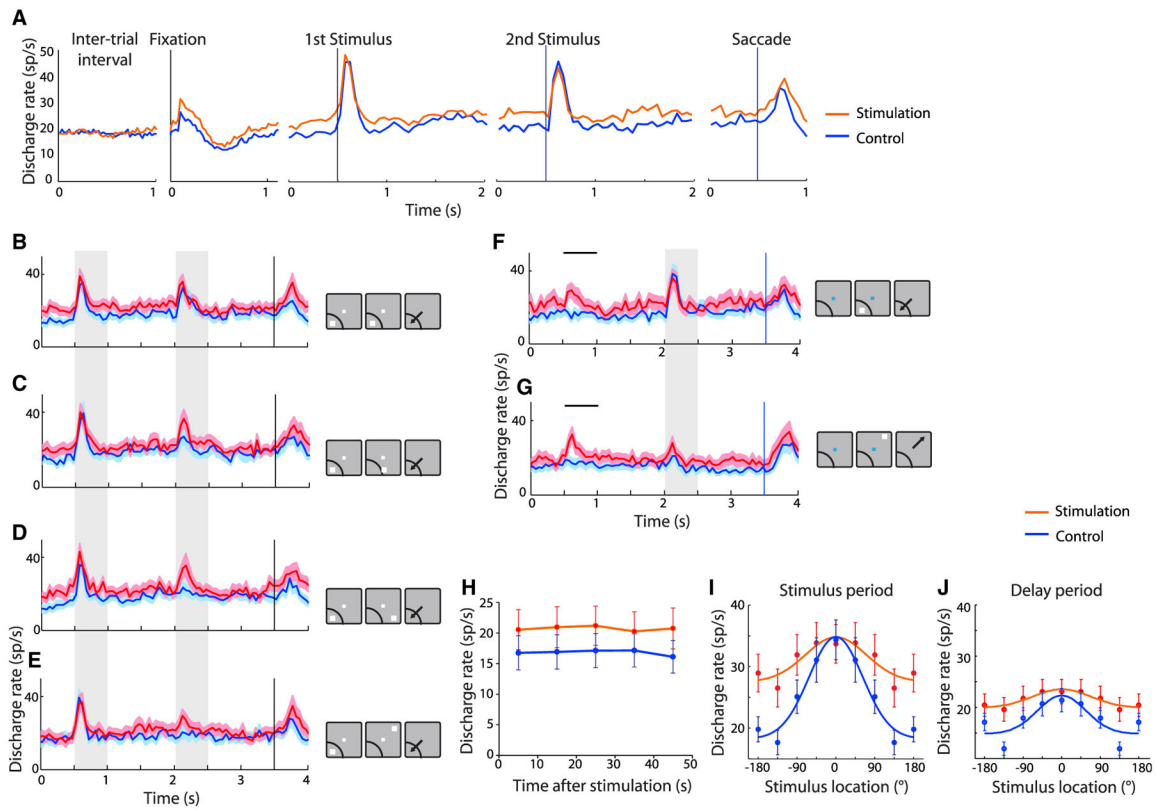 A
Inter-trial
interval
Fixation
1st Stimulus
2nd Stimulus
Saccade
Discharge rate (sp/s)
50
40
30
20
10
0
0 1 0 1 0 1 2 0 1 2 0 1
Time (s)
Stimulation
Control
B
40
0
C
40
0
D
40
0
E
40
0
Discharge rate (sp/s)
0 1 2 3 4
Time (s)
F
40
0
0 1 2 3 4
G
40
0
Discharge rate (sp/s)
0 1 2 3 4
Time (s)
Stimulation
Control
H
25
20
15
10
5
0
Discharge rate (sp/s)
0 10 20 30 40 50
Time after stimulation (s)
I
Stimulus period
40
30
20
Discharge rate (sp/s)
-180 -90 0 90 180
Stimulus location (º)
J
Delay period
40
30
20
Discharge rate (sp/s)
-180 -90 0 90 180
Stimulus location (º)